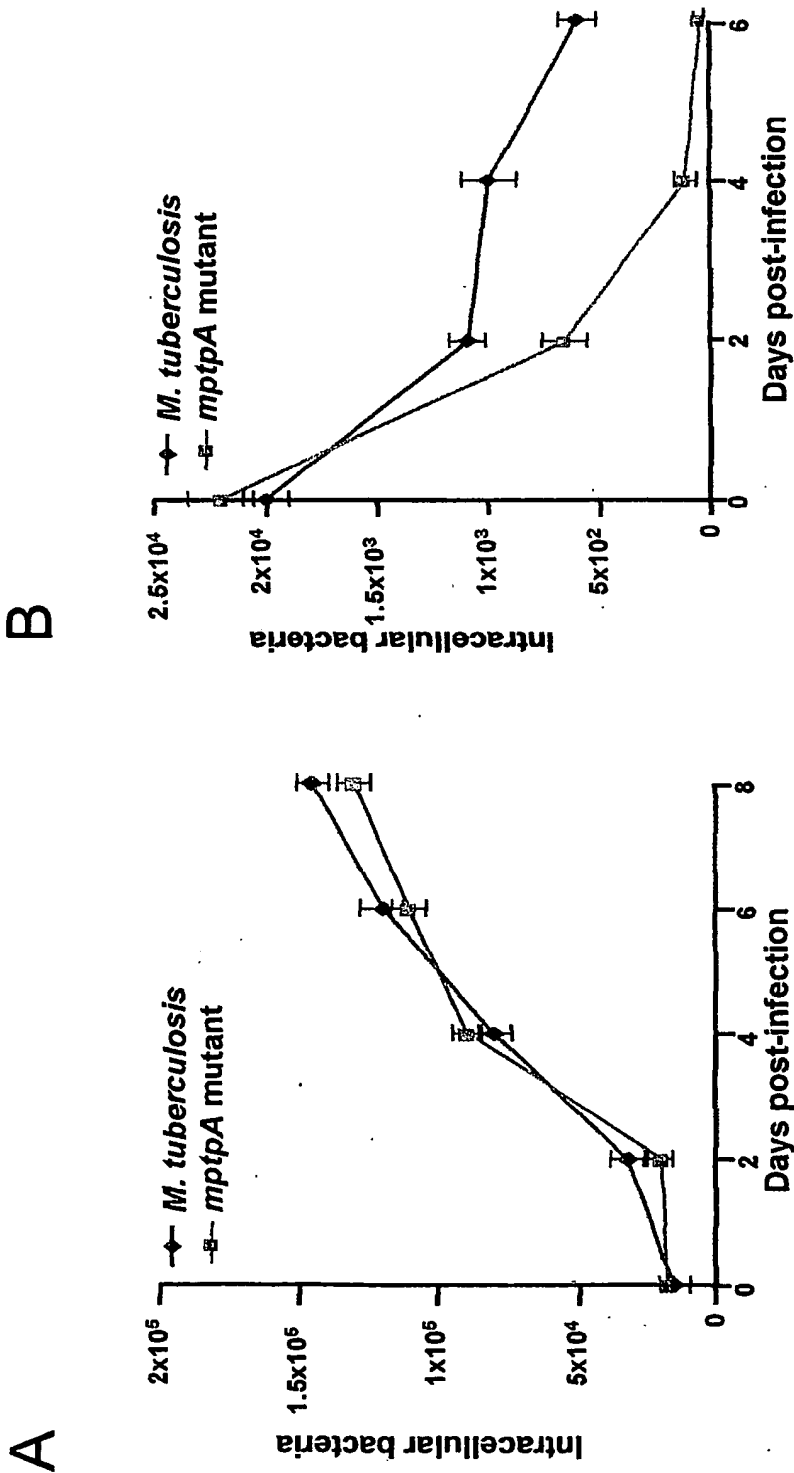 A
Intracellular bacteria
2x10⁵
1.5x10⁵
1x10⁵
5x10⁴
0
M. tuberculosis
mptpA mutant
0 2 4 6 8
Days post-infection
B
Intracellular bacteria
2.5x10⁴
2x10⁴
1.5x10³
1x10³
5x10²
0
M. tuberculosis
mptpA mutant
0 2 4 6
Days post-infection